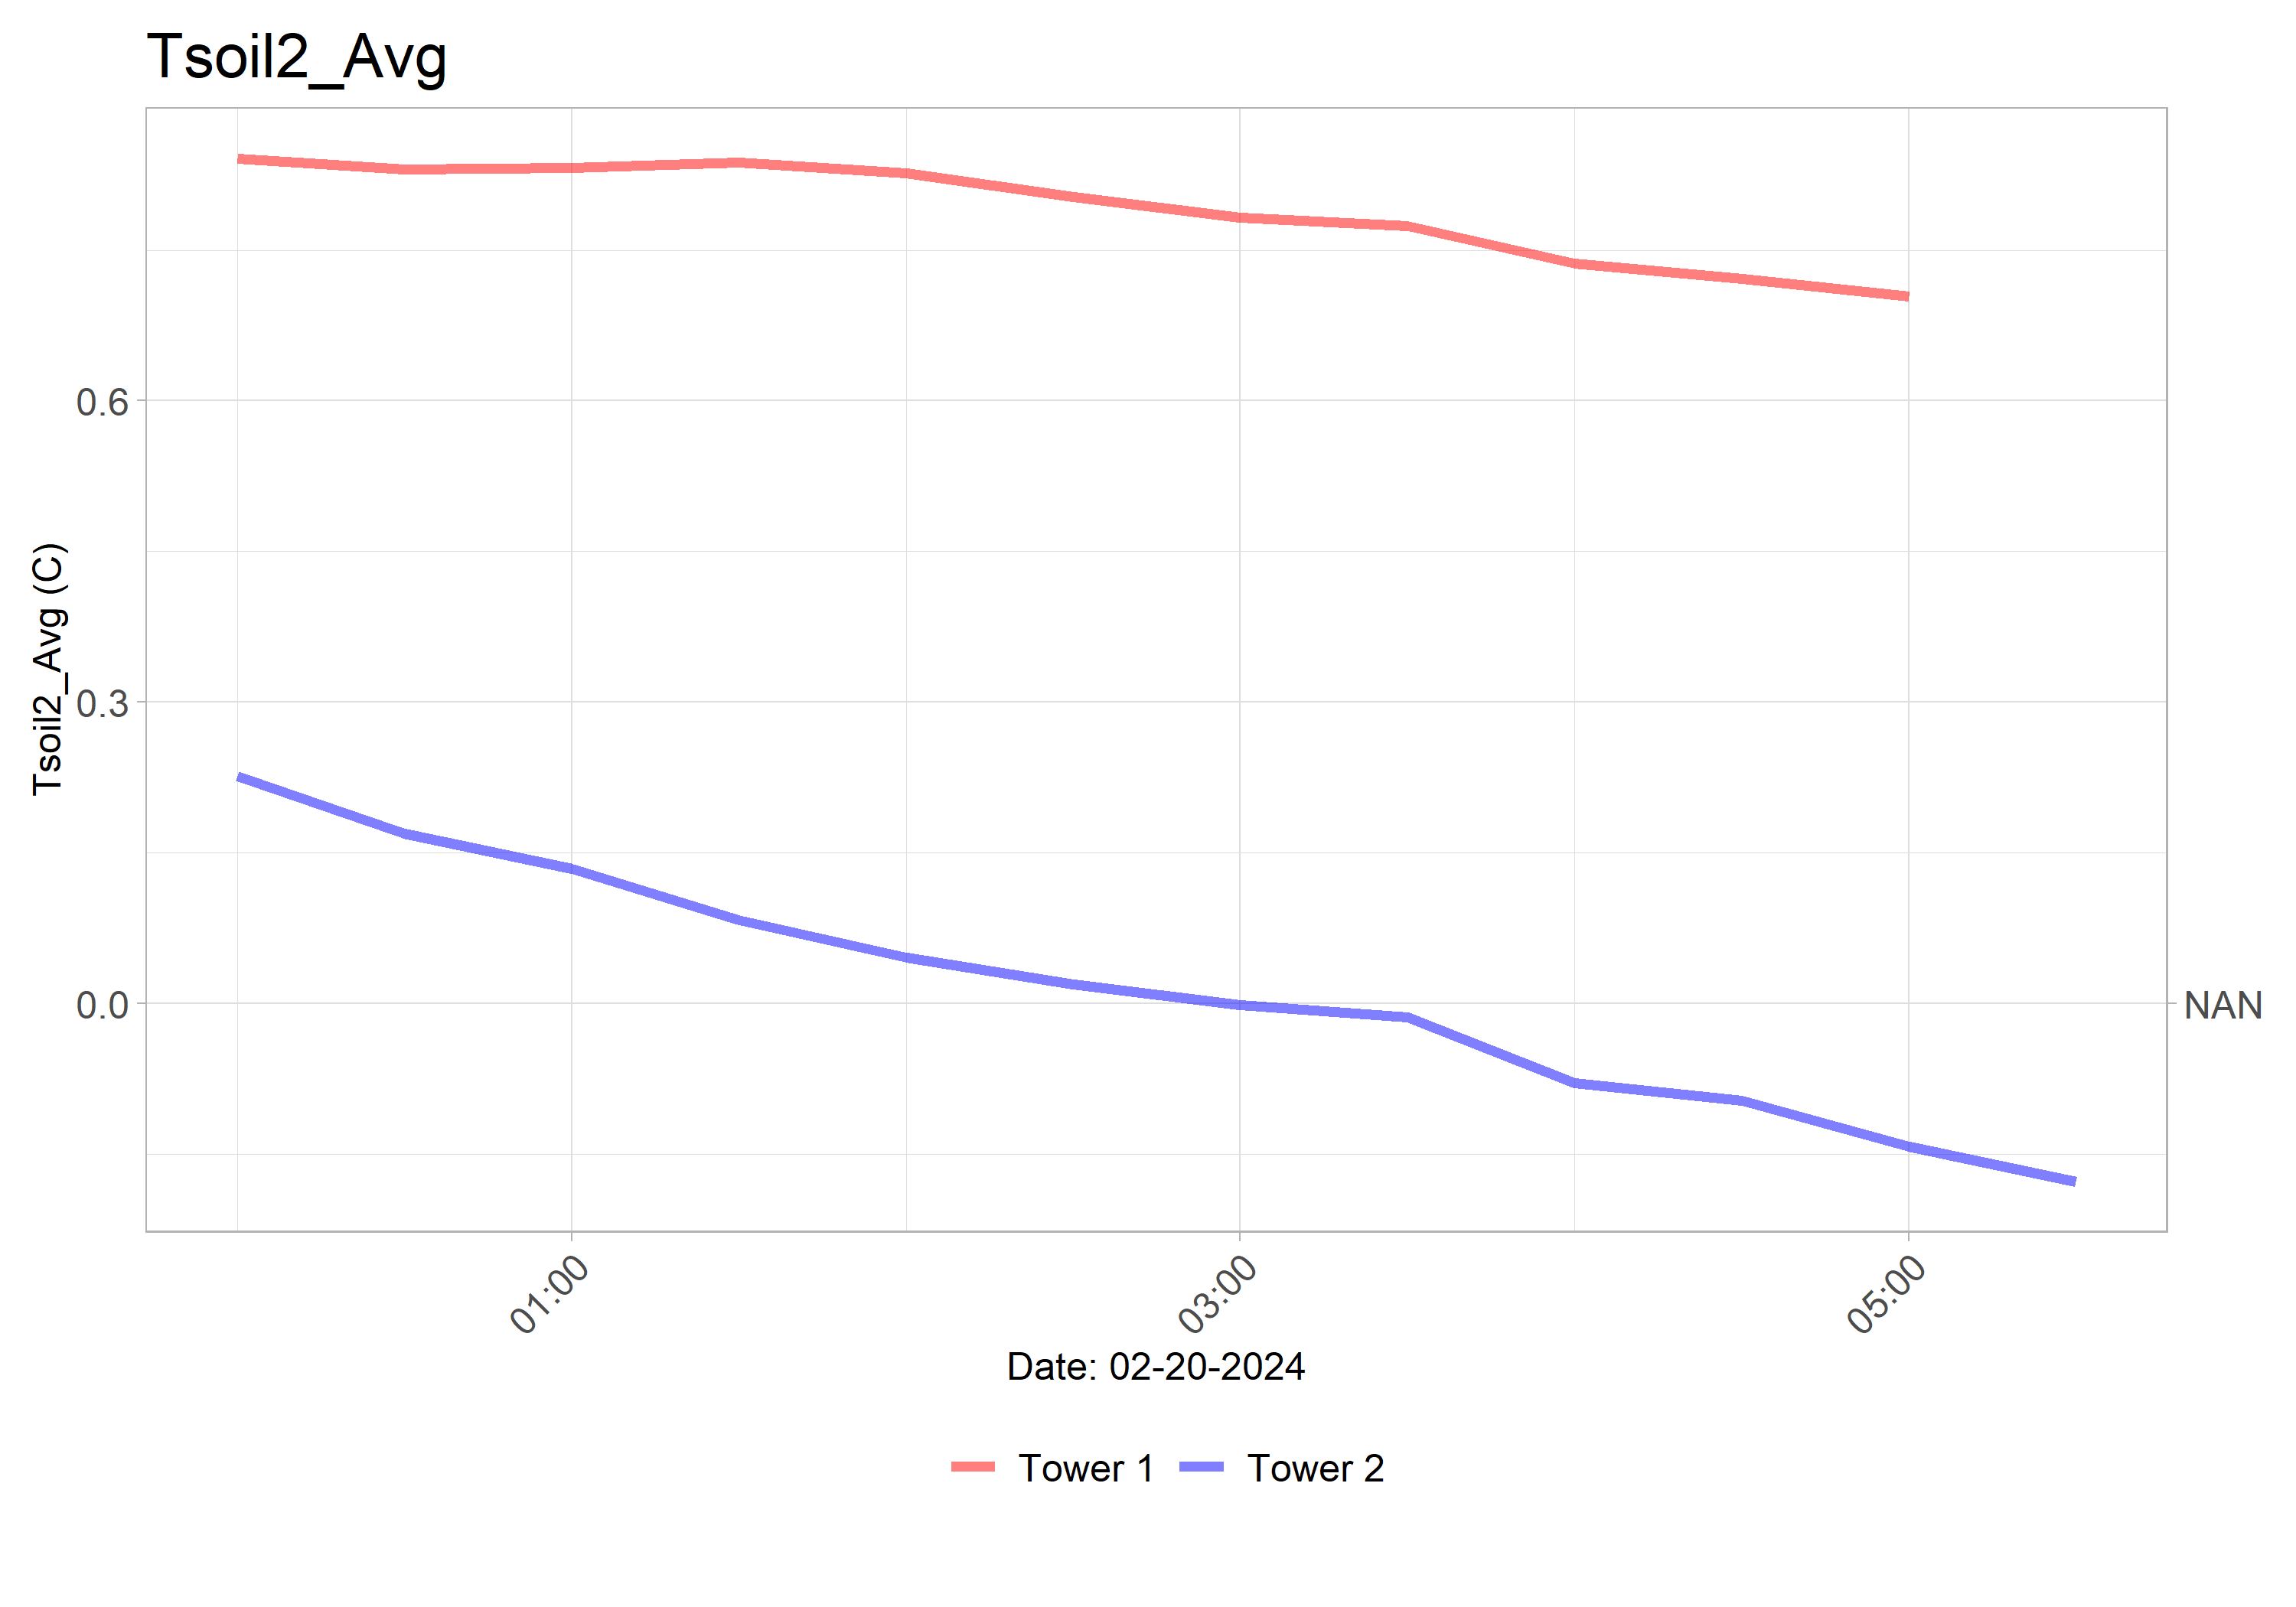 Tsoil2_Avg
Tsoil2_Avg (C)
0.6
0.3
0.0
NAN
01:00
03:00
05:00
Date: 02-20-2024
Tower 1
Tower 2